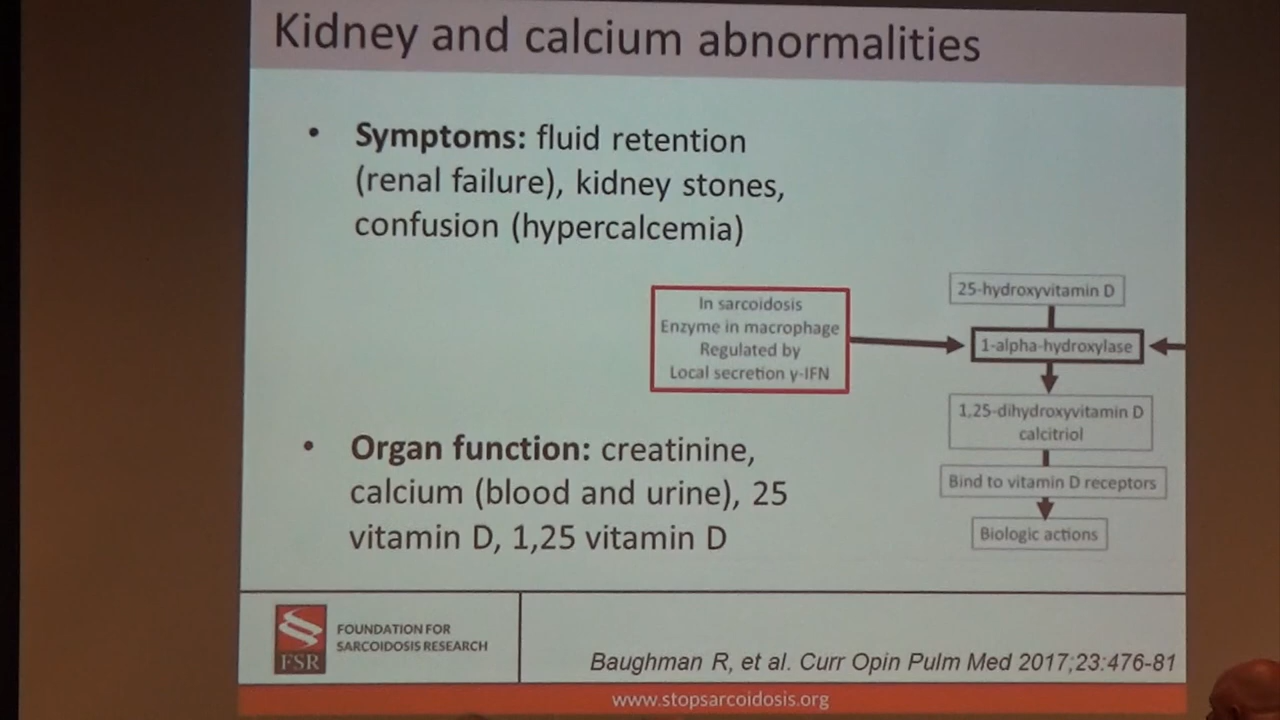 Kidney and calcium abnormalities
• Symptoms: fluid retention
(renal failure), kidney stones,
confusion (hypercalcemia)
In sarcoidosis
Enzyme in macrophage
Regulated by
Local secretion γ-IFN
25-hydroxyvitamin D
1-alpha-hydroxylase
1,25-dihydroxyvitamin D
calcitriol
Bind to vitamin D receptors
Biologic actions
• Organ function: creatinine,
calcium (blood and urine), 25
vitamin D, 1,25 vitamin D
FSR
FOUNDATION FOR
SARCOIDOSIS RESEARCH
Baughman R, et al. Curr Opin Pulm Med 2017;23:476-81
www.stopsarcoidosis.org